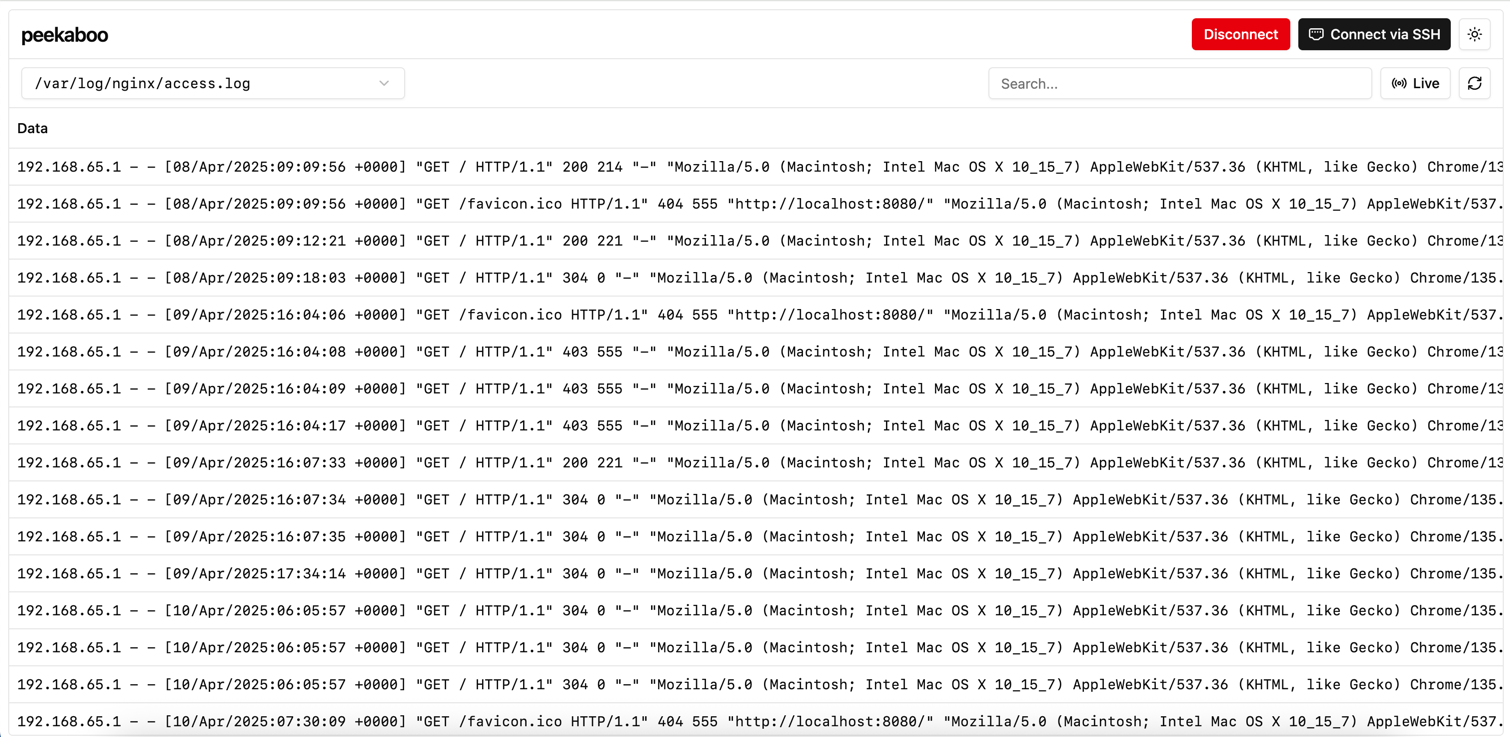 peekaboo
Disconnect
Connect via SSH
/var/log/nginx/access.log
Search...
Live
Data
192.168.65.1 - - [08/Apr/2025:09:09:56 +0000] "GET / HTTP/1.1" 200 214 "-" "Mozilla/5.0 (Macintosh; Intel Mac OS X 10_15_7) AppleWebKit/537.36 (KHTML, like Gecko) Chrome/13
192.168.65.1 - - [08/Apr/2025:09:09:56 +0000] "GET /favicon.ico HTTP/1.1" 404 555 "http://localhost:8080/" "Mozilla/5.0 (Macintosh; Intel Mac OS X 10_15_7) AppleWebKit/537.
192.168.65.1 - - [08/Apr/2025:09:12:21 +0000] "GET / HTTP/1.1" 200 221 "-" "Mozilla/5.0 (Macintosh; Intel Mac OS X 10_15_7) AppleWebKit/537.36 (KHTML, like Gecko) Chrome/13
192.168.65.1 - - [08/Apr/2025:09:18:03 +0000] "GET / HTTP/1.1" 304 0 "-" "Mozilla/5.0 (Macintosh; Intel Mac OS X 10_15_7) AppleWebKit/537.36 (KHTML, like Gecko) Chrome/135.
192.168.65.1 - - [09/Apr/2025:16:04:06 +0000] "GET /favicon.ico HTTP/1.1" 404 555 "http://localhost:8080/" "Mozilla/5.0 (Macintosh; Intel Mac OS X 10_15_7) AppleWebKit/537.
192.168.65.1 - - [09/Apr/2025:16:04:08 +0000] "GET / HTTP/1.1" 403 555 "-" "Mozilla/5.0 (Macintosh; Intel Mac OS X 10_15_7) AppleWebKit/537.36 (KHTML, like Gecko) Chrome/13
192.168.65.1 - - [09/Apr/2025:16:04:09 +0000] "GET / HTTP/1.1" 403 555 "-" "Mozilla/5.0 (Macintosh; Intel Mac OS X 10_15_7) AppleWebKit/537.36 (KHTML, like Gecko) Chrome/13
192.168.65.1 - - [09/Apr/2025:16:04:17 +0000] "GET / HTTP/1.1" 403 555 "-" "Mozilla/5.0 (Macintosh; Intel Mac OS X 10_15_7) AppleWebKit/537.36 (KHTML, like Gecko) Chrome/13
192.168.65.1 - - [09/Apr/2025:16:07:33 +0000] "GET / HTTP/1.1" 200 221 "-" "Mozilla/5.0 (Macintosh; Intel Mac OS X 10_15_7) AppleWebKit/537.36 (KHTML, like Gecko) Chrome/13
192.168.65.1 - - [09/Apr/2025:16:07:34 +0000] "GET / HTTP/1.1" 304 0 "-" "Mozilla/5.0 (Macintosh; Intel Mac OS X 10_15_7) AppleWebKit/537.36 (KHTML, like Gecko) Chrome/135.
192.168.65.1 - - [09/Apr/2025:16:07:35 +0000] "GET / HTTP/1.1" 304 0 "-" "Mozilla/5.0 (Macintosh; Intel Mac OS X 10_15_7) AppleWebKit/537.36 (KHTML, like Gecko) Chrome/135.
192.168.65.1 - - [09/Apr/2025:17:34:14 +0000] "GET / HTTP/1.1" 304 0 "-" "Mozilla/5.0 (Macintosh; Intel Mac OS X 10_15_7) AppleWebKit/537.36 (KHTML, like Gecko) Chrome/135.
192.168.65.1 - - [10/Apr/2025:06:05:57 +0000] "GET / HTTP/1.1" 304 0 "-" "Mozilla/5.0 (Macintosh; Intel Mac OS X 10_15_7) AppleWebKit/537.36 (KHTML, like Gecko) Chrome/135.
192.168.65.1 - - [10/Apr/2025:06:05:57 +0000] "GET / HTTP/1.1" 304 0 "-" "Mozilla/5.0 (Macintosh; Intel Mac OS X 10_15_7) AppleWebKit/537.36 (KHTML, like Gecko) Chrome/135.
192.168.65.1 - - [10/Apr/2025:06:05:57 +0000] "GET / HTTP/1.1" 304 0 "-" "Mozilla/5.0 (Macintosh; Intel Mac OS X 10_15_7) AppleWebKit/537.36 (KHTML, like Gecko) Chrome/135.
192.168.65.1 - - [10/Apr/2025:07:30:09 +0000] "GET /favicon.ico HTTP/1.1" 404 555 "http://localhost:8080/" "Mozilla/5.0 (Macintosh; Intel Mac OS X 10_15_7) AppleWebKit/537.